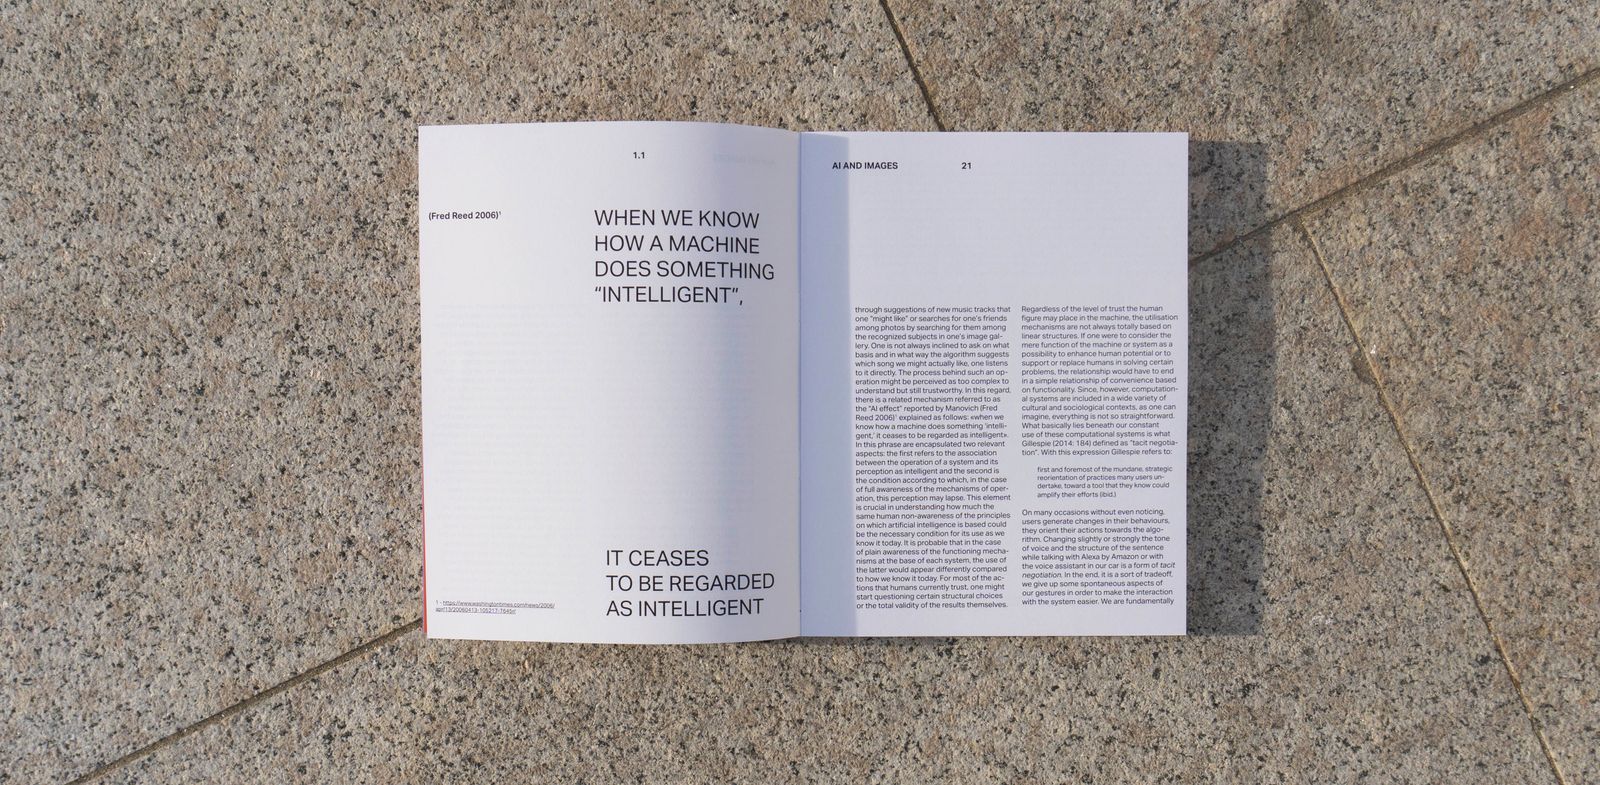 1.1
(Fred Reed 2006)¹
WHEN WE KNOW
HOW A MACHINE
DOES SOMETHING
“INTELLIGENT”,
IT CEASES
TO BE REGARDED
AS INTELLIGENT
1 - https://www.washingtontimes.com/news/2006/
apr/13/20060413-105217-7645r/
AI AND IMAGES 21
through suggestions of new music tracks that
one “might like” or searches for one’s friends
among photos by searching for them among
the recognized subjects in one’s image gal-
lery. One is not always inclined to ask on what
basis and in what way the algorithm suggests
which song we might actually like, one listens
to it directly. The process behind such an op-
eration might be perceived as too complex to
understand but still trustworthy. In this regard,
there is a related mechanism referred to as
the “AI effect” reported by Manovich (Fred
Reed 2006)¹ explained as follows: «when we
know how a machine does something ‘intelli-
gent,’ it ceases to be regarded as intelligent».
In this phrase are encapsulated two relevant
aspects: the first refers to the association
between the operation of a system and its
perception as intelligent and the second is
the condition according to which, in the case
of full awareness of the mechanisms of oper-
ation, this perception may lapse. This element
is crucial in understanding how much the
same human non-awareness of the principles
on which artificial intelligence is based could
be the necessary condition for its use as we
know it today. It is probable that in the case
of plain awareness of the functioning mecha-
nisms at the base of each system, the use of
the latter would appear differently compared
to how we know it today. For most of the ac-
tions that humans currently trust, one might
start questioning certain structural choices
or the total validity of the results themselves.
Regardless of the level of trust the human
figure may place in the machine, the utilisation
mechanisms are not always totally based on
linear structures. If one were to consider the
mere function of the machine or system as a
possibility to enhance human potential or to
support or replace humans in solving certain
problems, the relationship would have to end
in a simple relationship of convenience based
on functionality. Since, however, computation-
al systems are included in a wide variety of
cultural and sociological contexts, as one can
imagine, everything is not so straightforward.
What basically lies beneath our constant
use of these computational systems is what
Gillespie (2014: 184) defined as “tacit negotia-
tion”. With this expression Gillespie refers to:
first and foremost of the mundane, strategic
reorientation of practices many users un-
dertake, toward a tool that they know could
amplify their efforts (ibid.)
On many occasions without even noticing,
users generate changes in their behaviours,
they orient their actions towards the algo-
rithm. Changing slightly or strongly the tone
of voice and the structure of the sentence
while talking with Alexa by Amazon or with
the voice assistant in our car is a form of tacit
negotiation. In the end, it is a sort of tradeoff,
we give up some spontaneous aspects of
our gestures in order to make the interaction
with the system easier. We are fundamentally